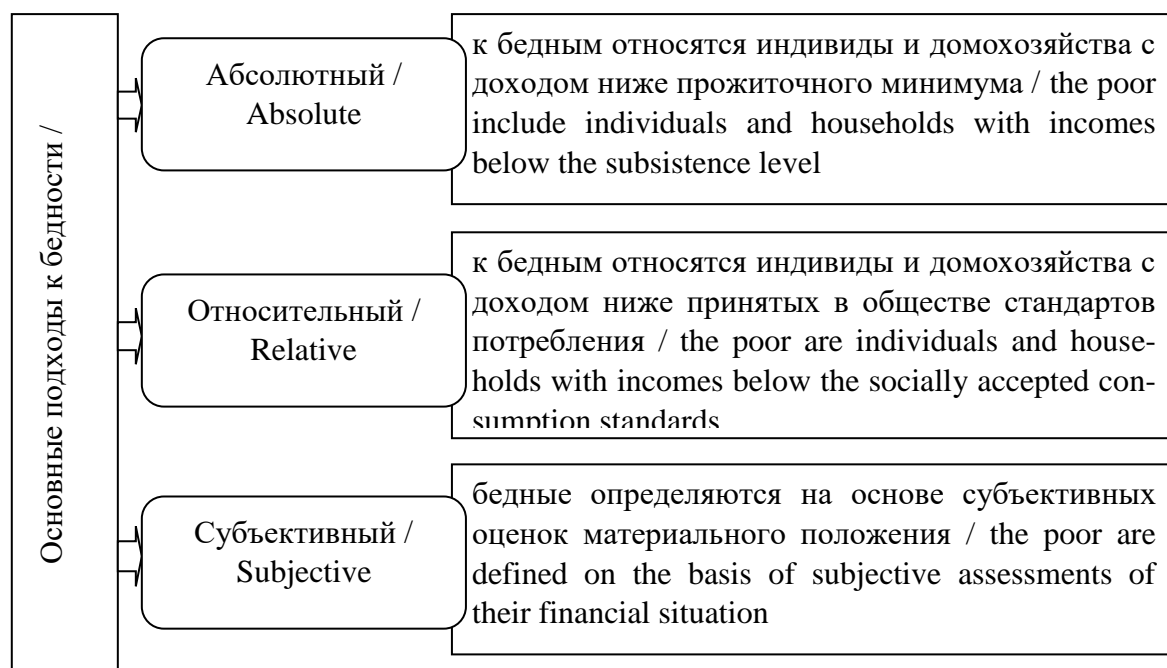 Основные подходы к бедности /
Абсолютный /
Absolute
к бедным относятся индивиды и домохозяйства с
доходом ниже прожиточного минимума / the poor
include individuals and households with incomes
below the subsistence level
Относительный /
Relative
к бедным относятся индивиды и домохозяйства с
доходом ниже принятых в обществе стандартов
потребления / the poor are individuals and house-
holds with incomes below the socially accepted con-
sumption standards
Субъективный /
Subjective
бедные определяются на основе субъективных
оценок материального положения / the poor are
defined on the basis of subjective assessments of
their financial situation